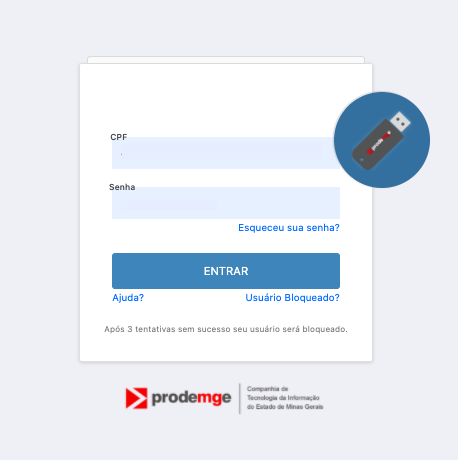 CPF
Senha
Esqueceu sua senha?
ENTRAR
Ajuda?
Usuário Bloqueado?
Após 3 tentativas sem sucesso seu usuário será bloqueado.
prodemge
Companhia de
Tecnologia da Informação
do Estado de Minas Gerais